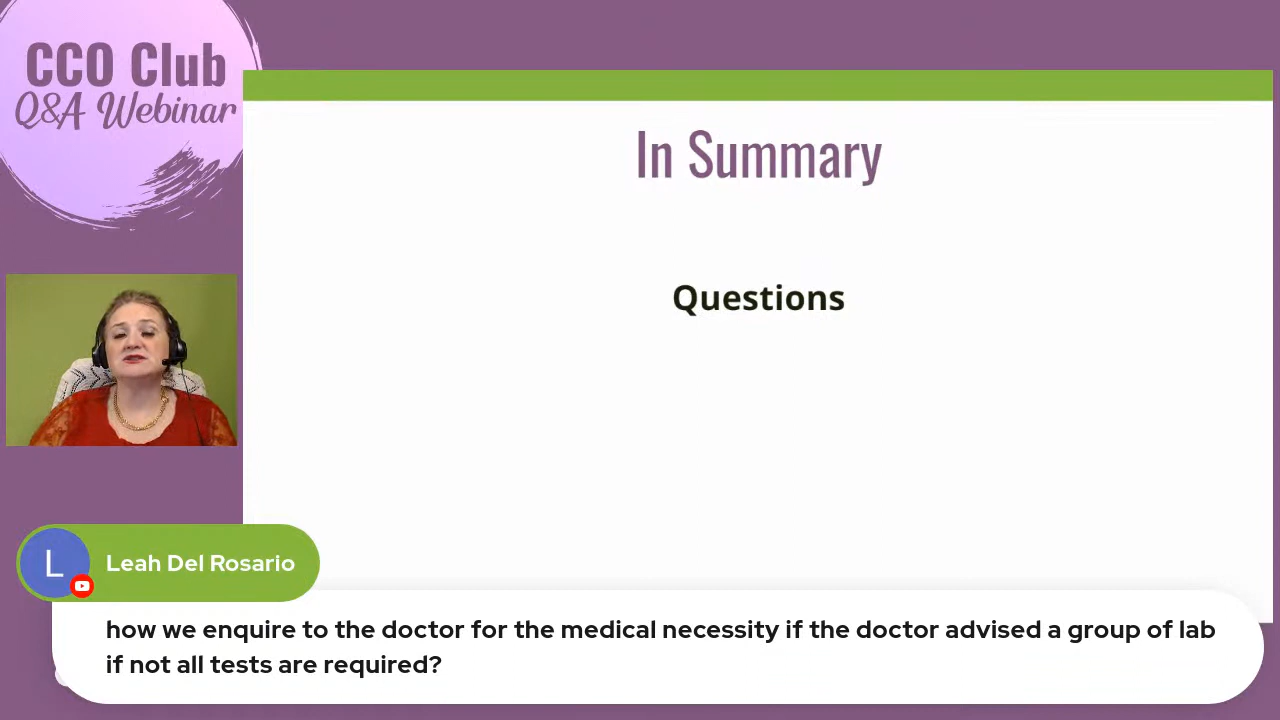 CCO Club
Q&A Webinar
In Summary
Questions
L
Leah Del Rosario
how we enquire to the doctor for the medical necessity if the doctor advised a group of lab
if not all tests are required?